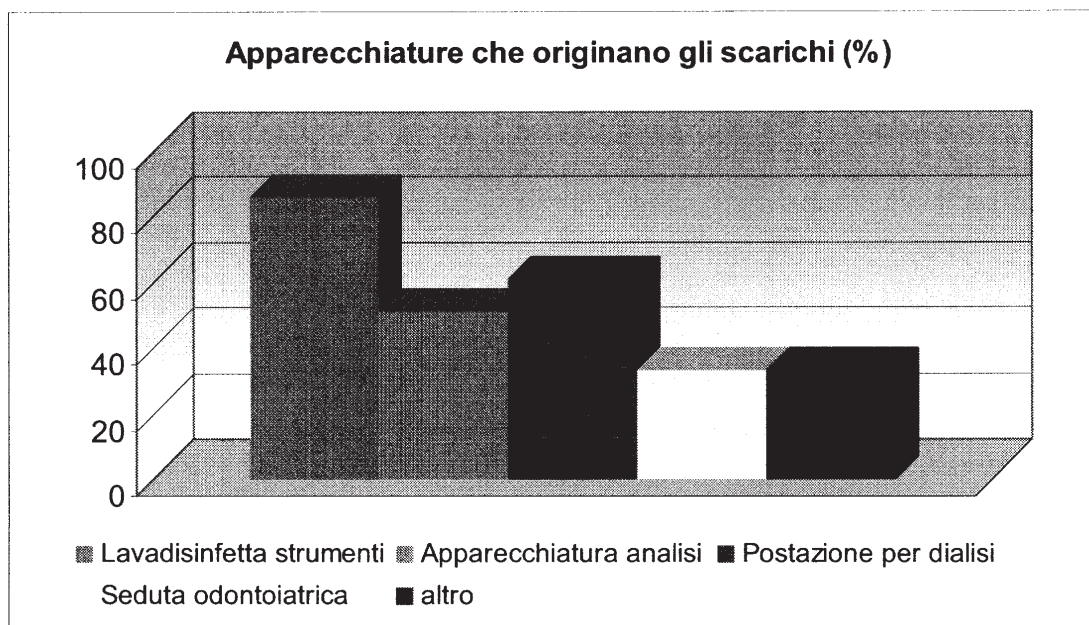 Apparecchiature che originano gli scarichi (%)
100
80
60
40
20
0
Lavadisinfetta strumenti Apparecchiatura analisi Postazione per dialisi
Seduta odontoiatrica altro